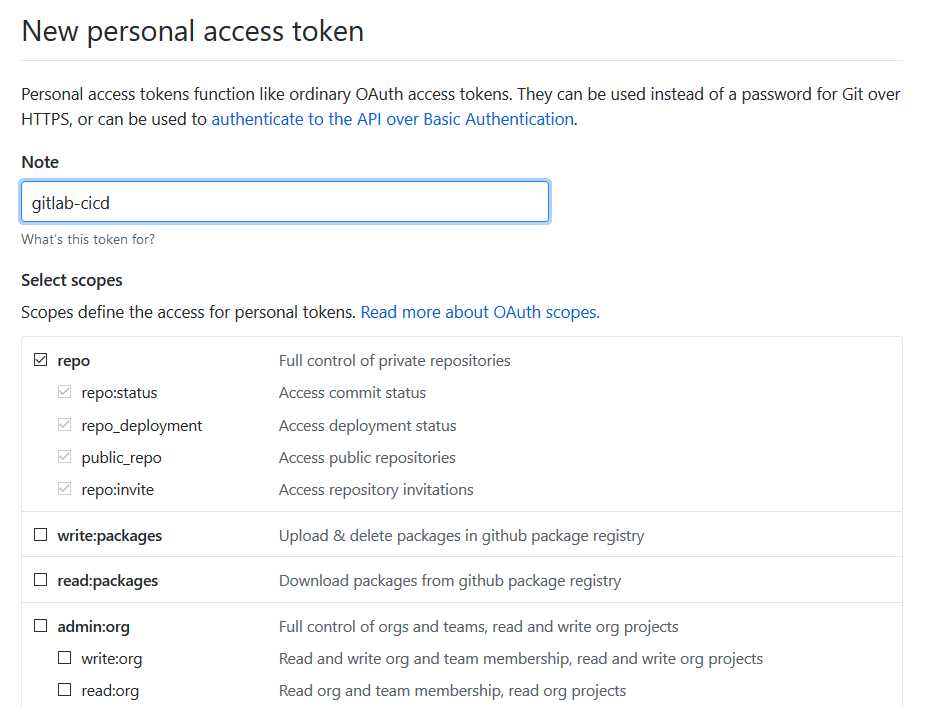 New personal access token
Personal access tokens function like ordinary OAuth access tokens. They can be used instead of a password for Git over
HTTPS, or can be used to authenticate to the API over Basic Authentication.
Note
gitlab-cicd
What's this token for?
Select scopes
Scopes define the access for personal tokens. Read more about OAuth scopes.
repo Full control of private repositories
repo:status Access commit status
repo_deployment Access deployment status
public_repo Access public repositories
repo:invite Access repository invitations
write:packages Upload & delete packages in github package registry
read:packages Download packages from github package registry
admin:org Full control of orgs and teams, read and write org projects
write:org Read and write org and team membership, read and write org projects
read:org Read org and team membership, read org projects